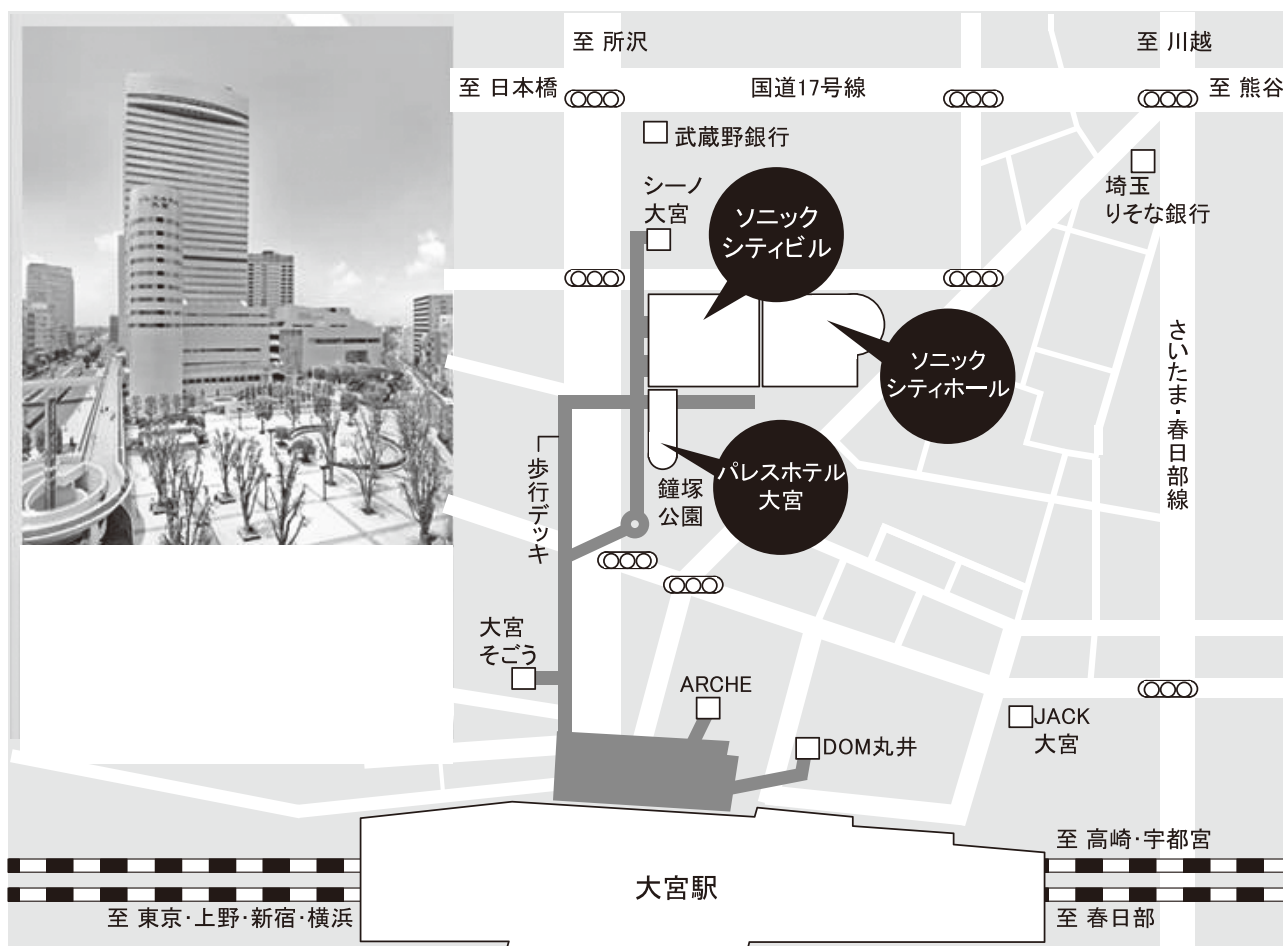 至 所沢
至 川越
至 日本橋
国道17号線
至 熊谷
武蔵野銀行
シーノ
大宮
ソニック
シティビル
埼玉
りそな銀行
ソニック
シティホール
さいたま・春日部線
パレスホテル
大宮
鐘塚
公園
歩行デッキ
大宮
そごう
ARCHE
JACK
大宮
DOM丸井
至 高崎・宇都宮
大宮駅
至 東京・上野・新宿・横浜
至 春日部